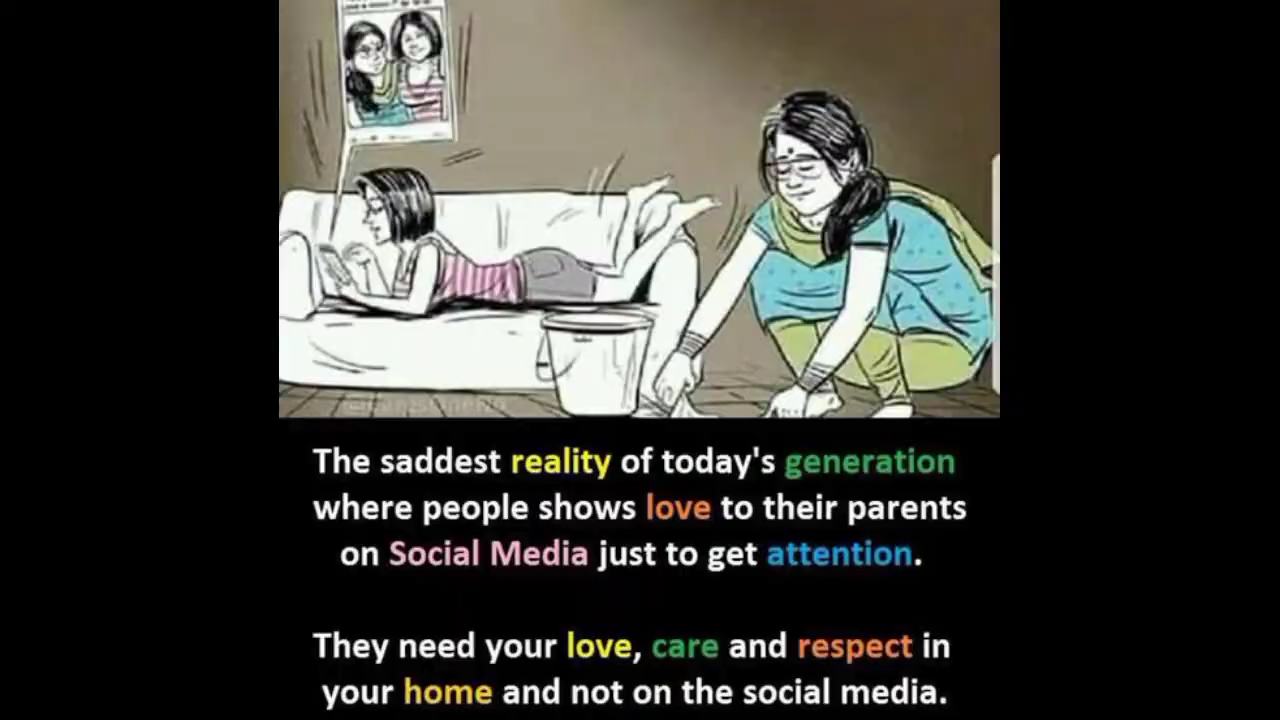 The saddest reality of today's generation
where people shows love to their parents
on Social Media just to get attention.
They need your love, care and respect in
your home and not on the social media.